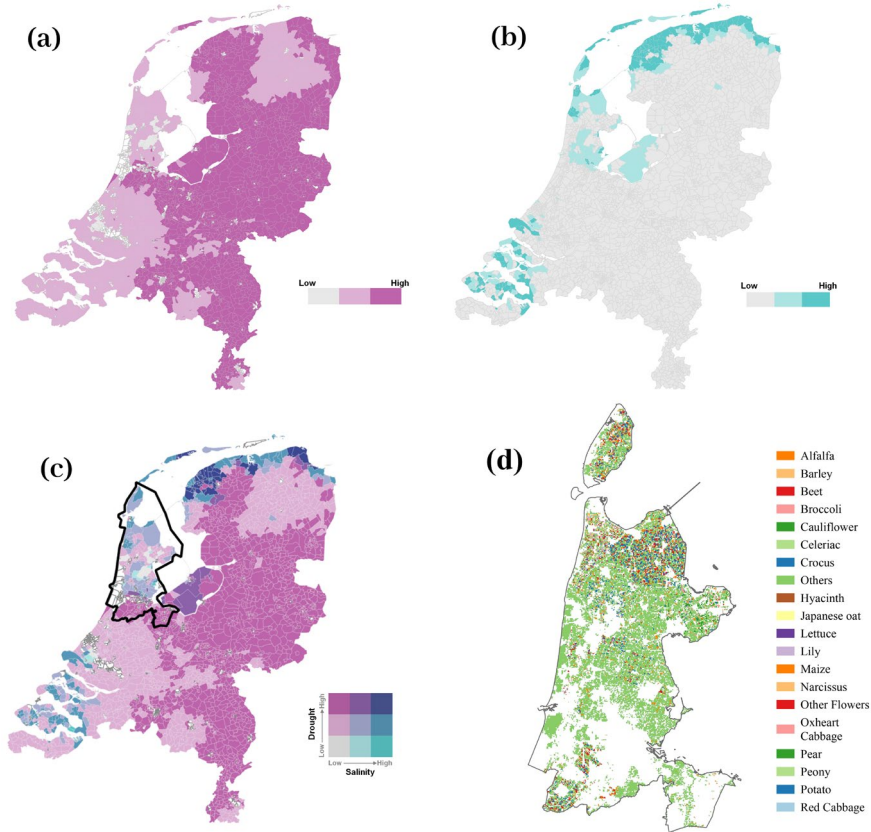 (a)
Low High
(b)
Low High
(c)
Drought
Low
High
Low High
Salinity
(d)
Alfalfa
Barley
Beet
Broccoli
Cauliflower
Celeriac
Crocus
Others
Hyacinth
Japanese oat
Lettuce
Lily
Maize
Narcissus
Other Flowers
Oxheart
Cabbage
Pear
Peony
Potato
Red Cabbage